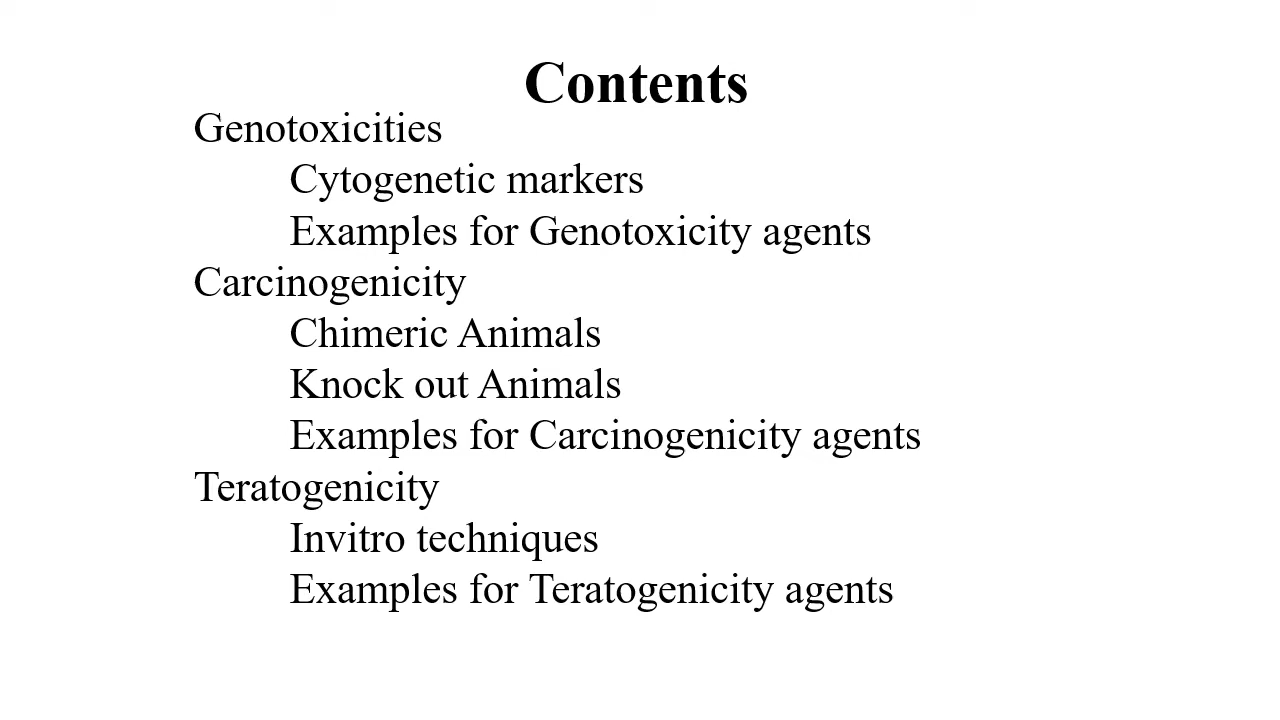 Contents
Genotoxicities
Cytogenetic markers
Examples for Genotoxicity agents
Carcinogenicity
Chimeric Animals
Knock out Animals
Examples for Carcinogenicity agents
Teratogenicity
Invitro techniques
Examples for Teratogenicity agents